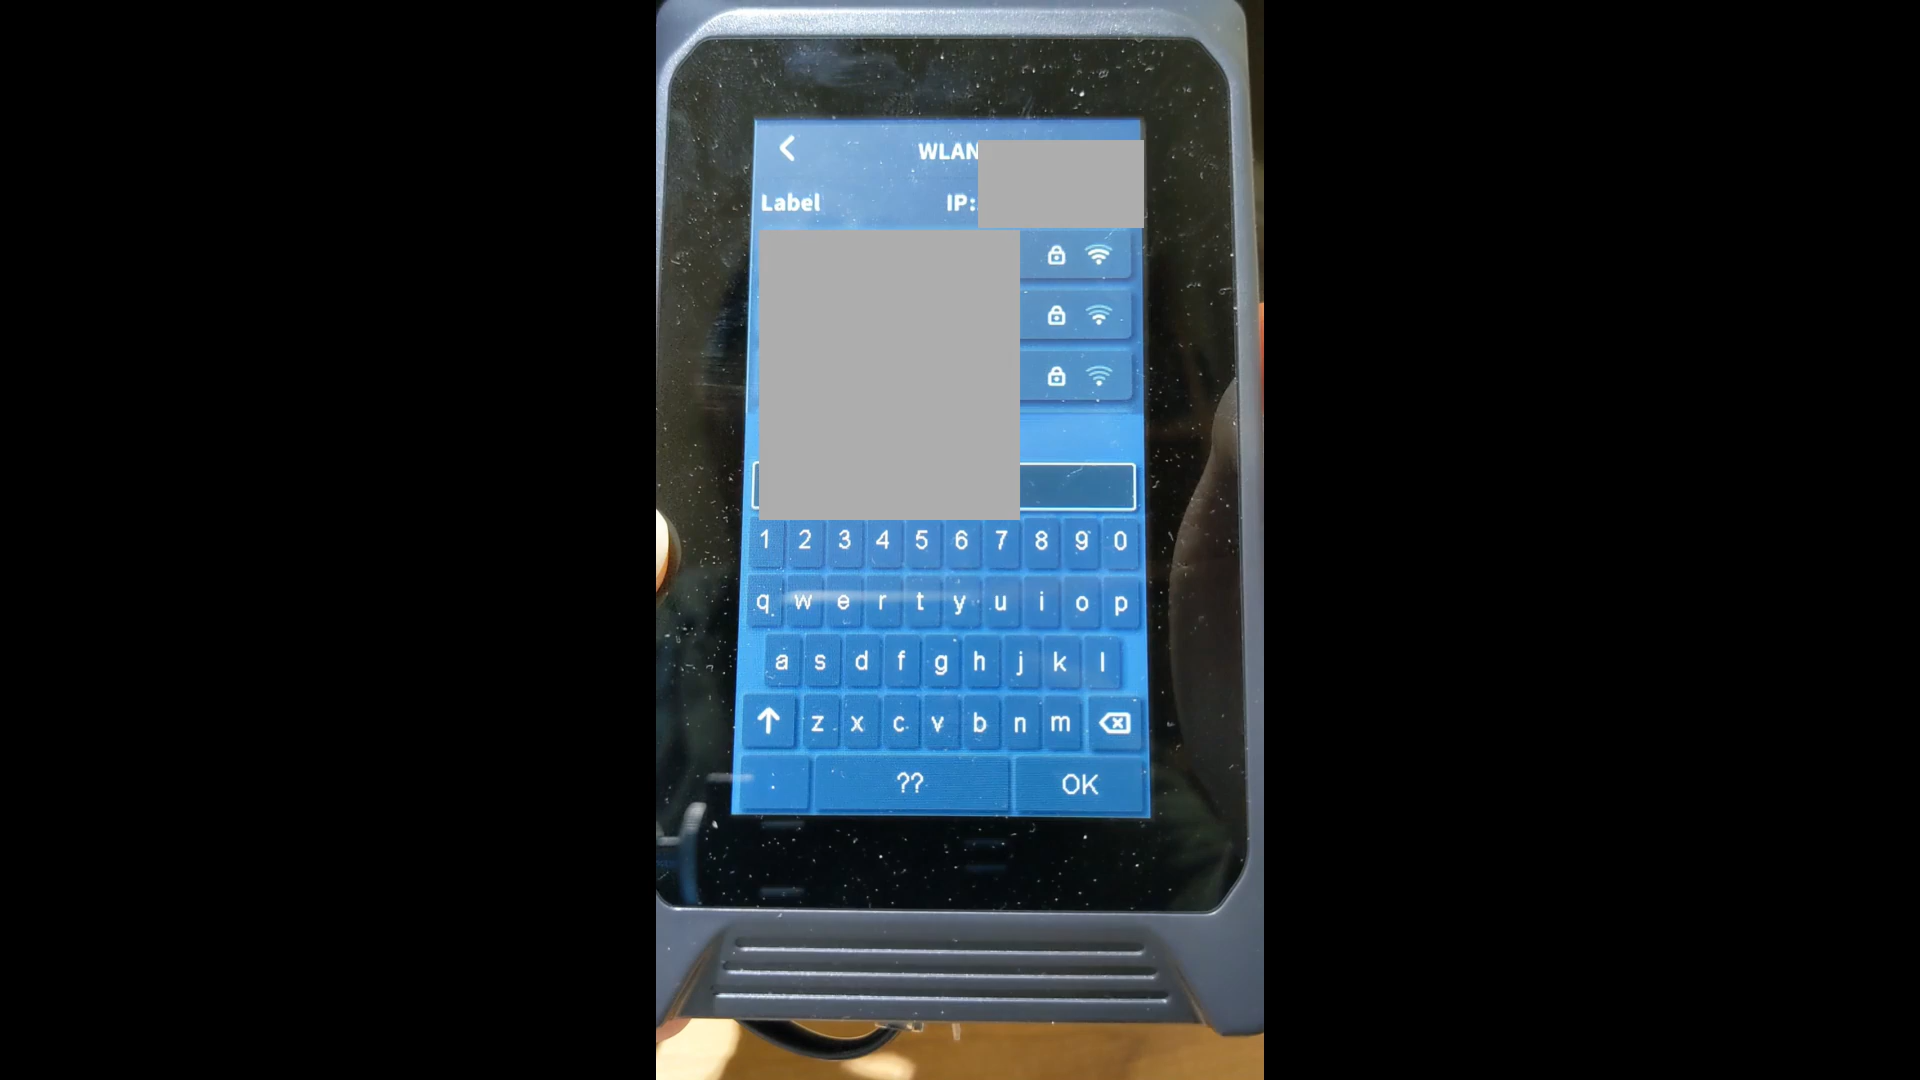 WLAN
Label IP:
1 2 3 4 5 6 7 8 9 0
q w e r t y u i o p
a s d f g h j k l
z x c v b n m
. ?? OK